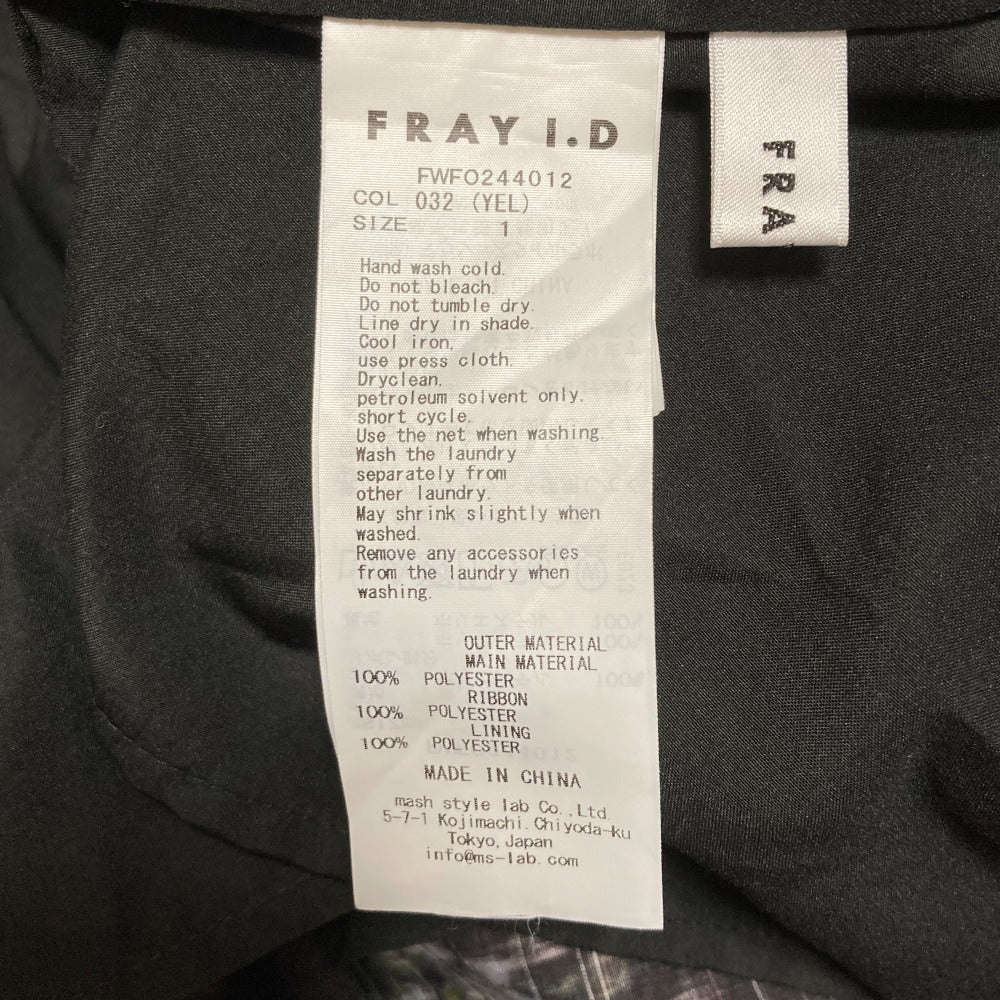 FRAY I.D
FWFO244012
COL 032 (YEL)
SIZE 1
Hand wash cold.
Do not bleach.
Do not tumble dry.
Line dry in shade.
Cool iron.
use press cloth.
Dryclean.
petroleum solvent only.
short cycle.
Use the net when washing.
Wash the laundry
separately from
other laundry.
May shrink slightly when
washed.
Remove any accessories
from the laundry when
washing.
OUTER MATERIAL
MAIN MATERIAL
100% POLYESTER
RIBBON
100% POLYESTER
LINING
100% POLYESTER
MADE IN CHINA
mash style lab Co.,Ltd.
5-7-1 Kojimachi.Chiyoda-ku
Tokyo,Japan
info@ms-lab.com
FRA